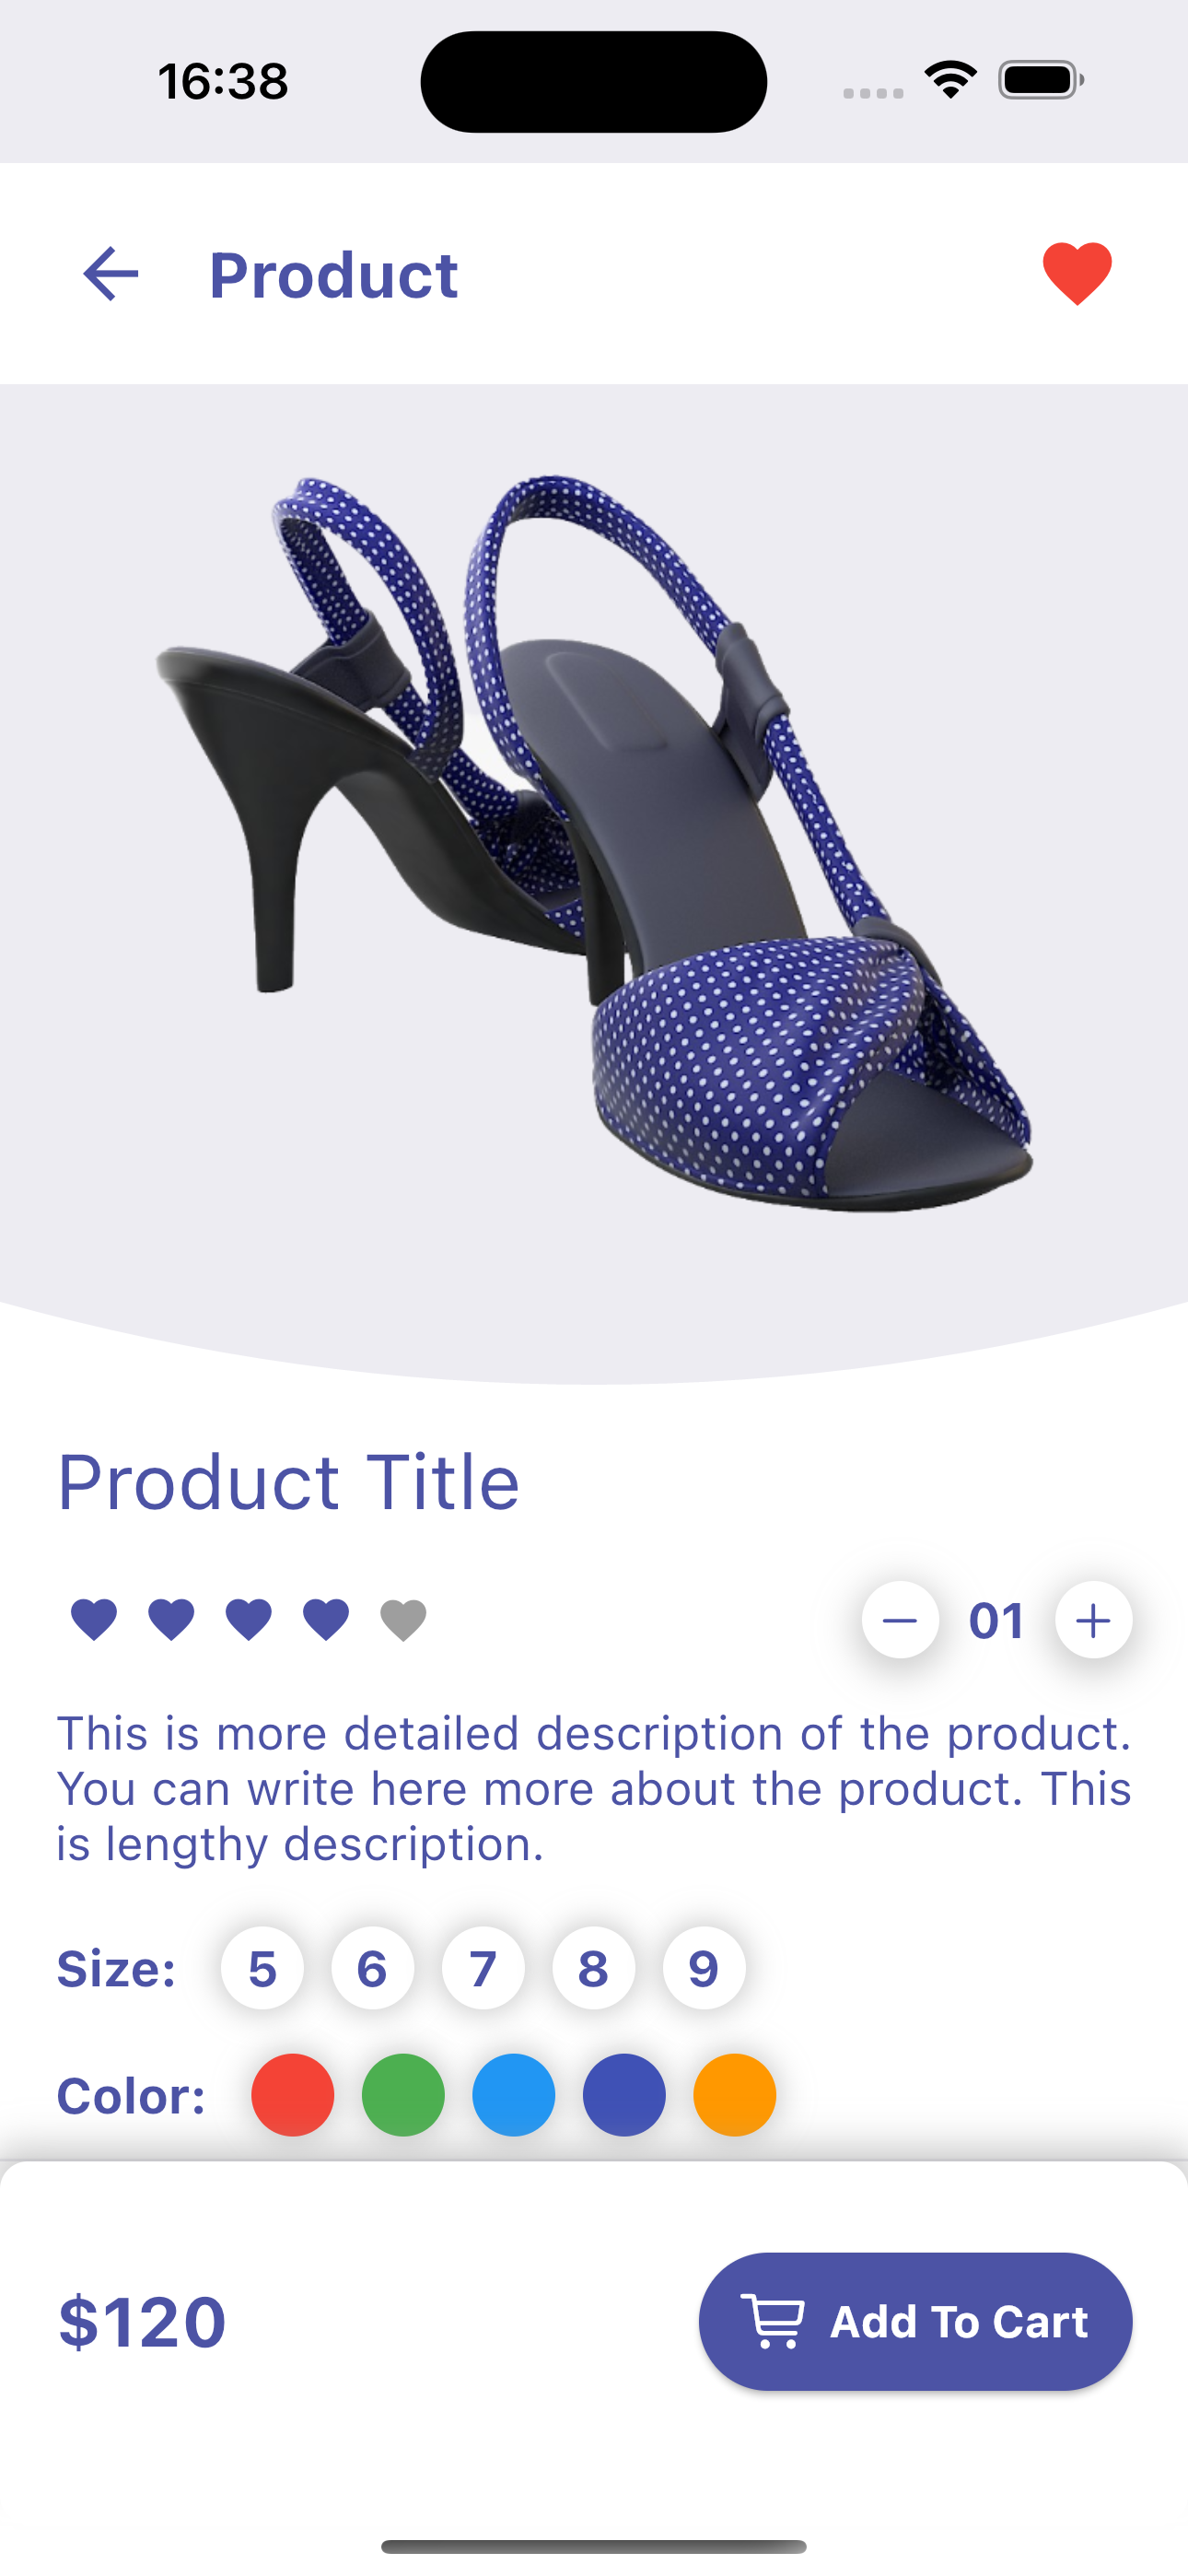 16:38
Product
Product Title
01
This is more detailed description of the product.
You can write here more about the product. This
is lengthy description.
Size: 5 6 7 8 9
Color:
$120 Add To Cart